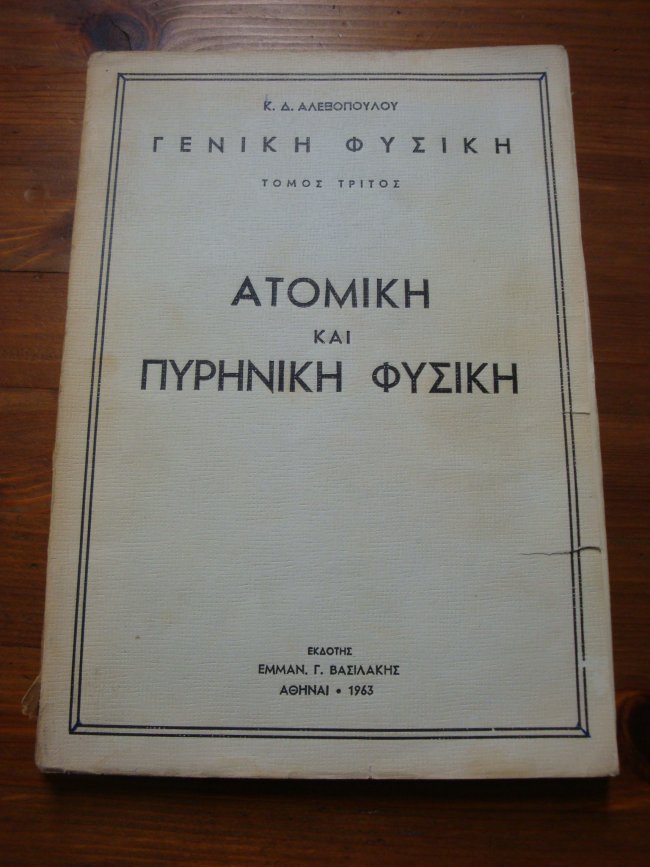 Κ. Δ. ΑΛΕΞΟΠΟΥΛΟΥ
ΓΕΝΙΚΗ ΦΥΣΙΚΗ
ΤΟΜΟΣ ΤΡΙΤΟΣ
ΑΤΟΜΙΚΗ
ΚΑΙ
ΠΥΡΗΝΙΚΗ ΦΥΣΙΚΗ
ΕΚΔΟΤΗΣ
ΕΜΜΑΝ. Γ. ΒΑΣΙΛΑΚΗΣ
ΑΘΗΝΑΙ • 1963